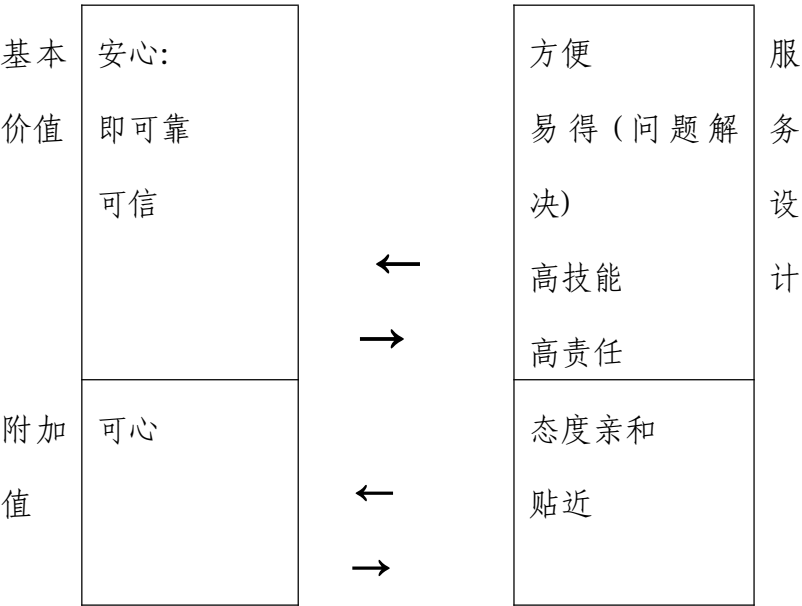 基本价值
安心:
即可靠
可信
←
→
方便
易得(问题解决)
高技能
高责任
服务设计
附加值
可心
←
→
态度亲和
贴近